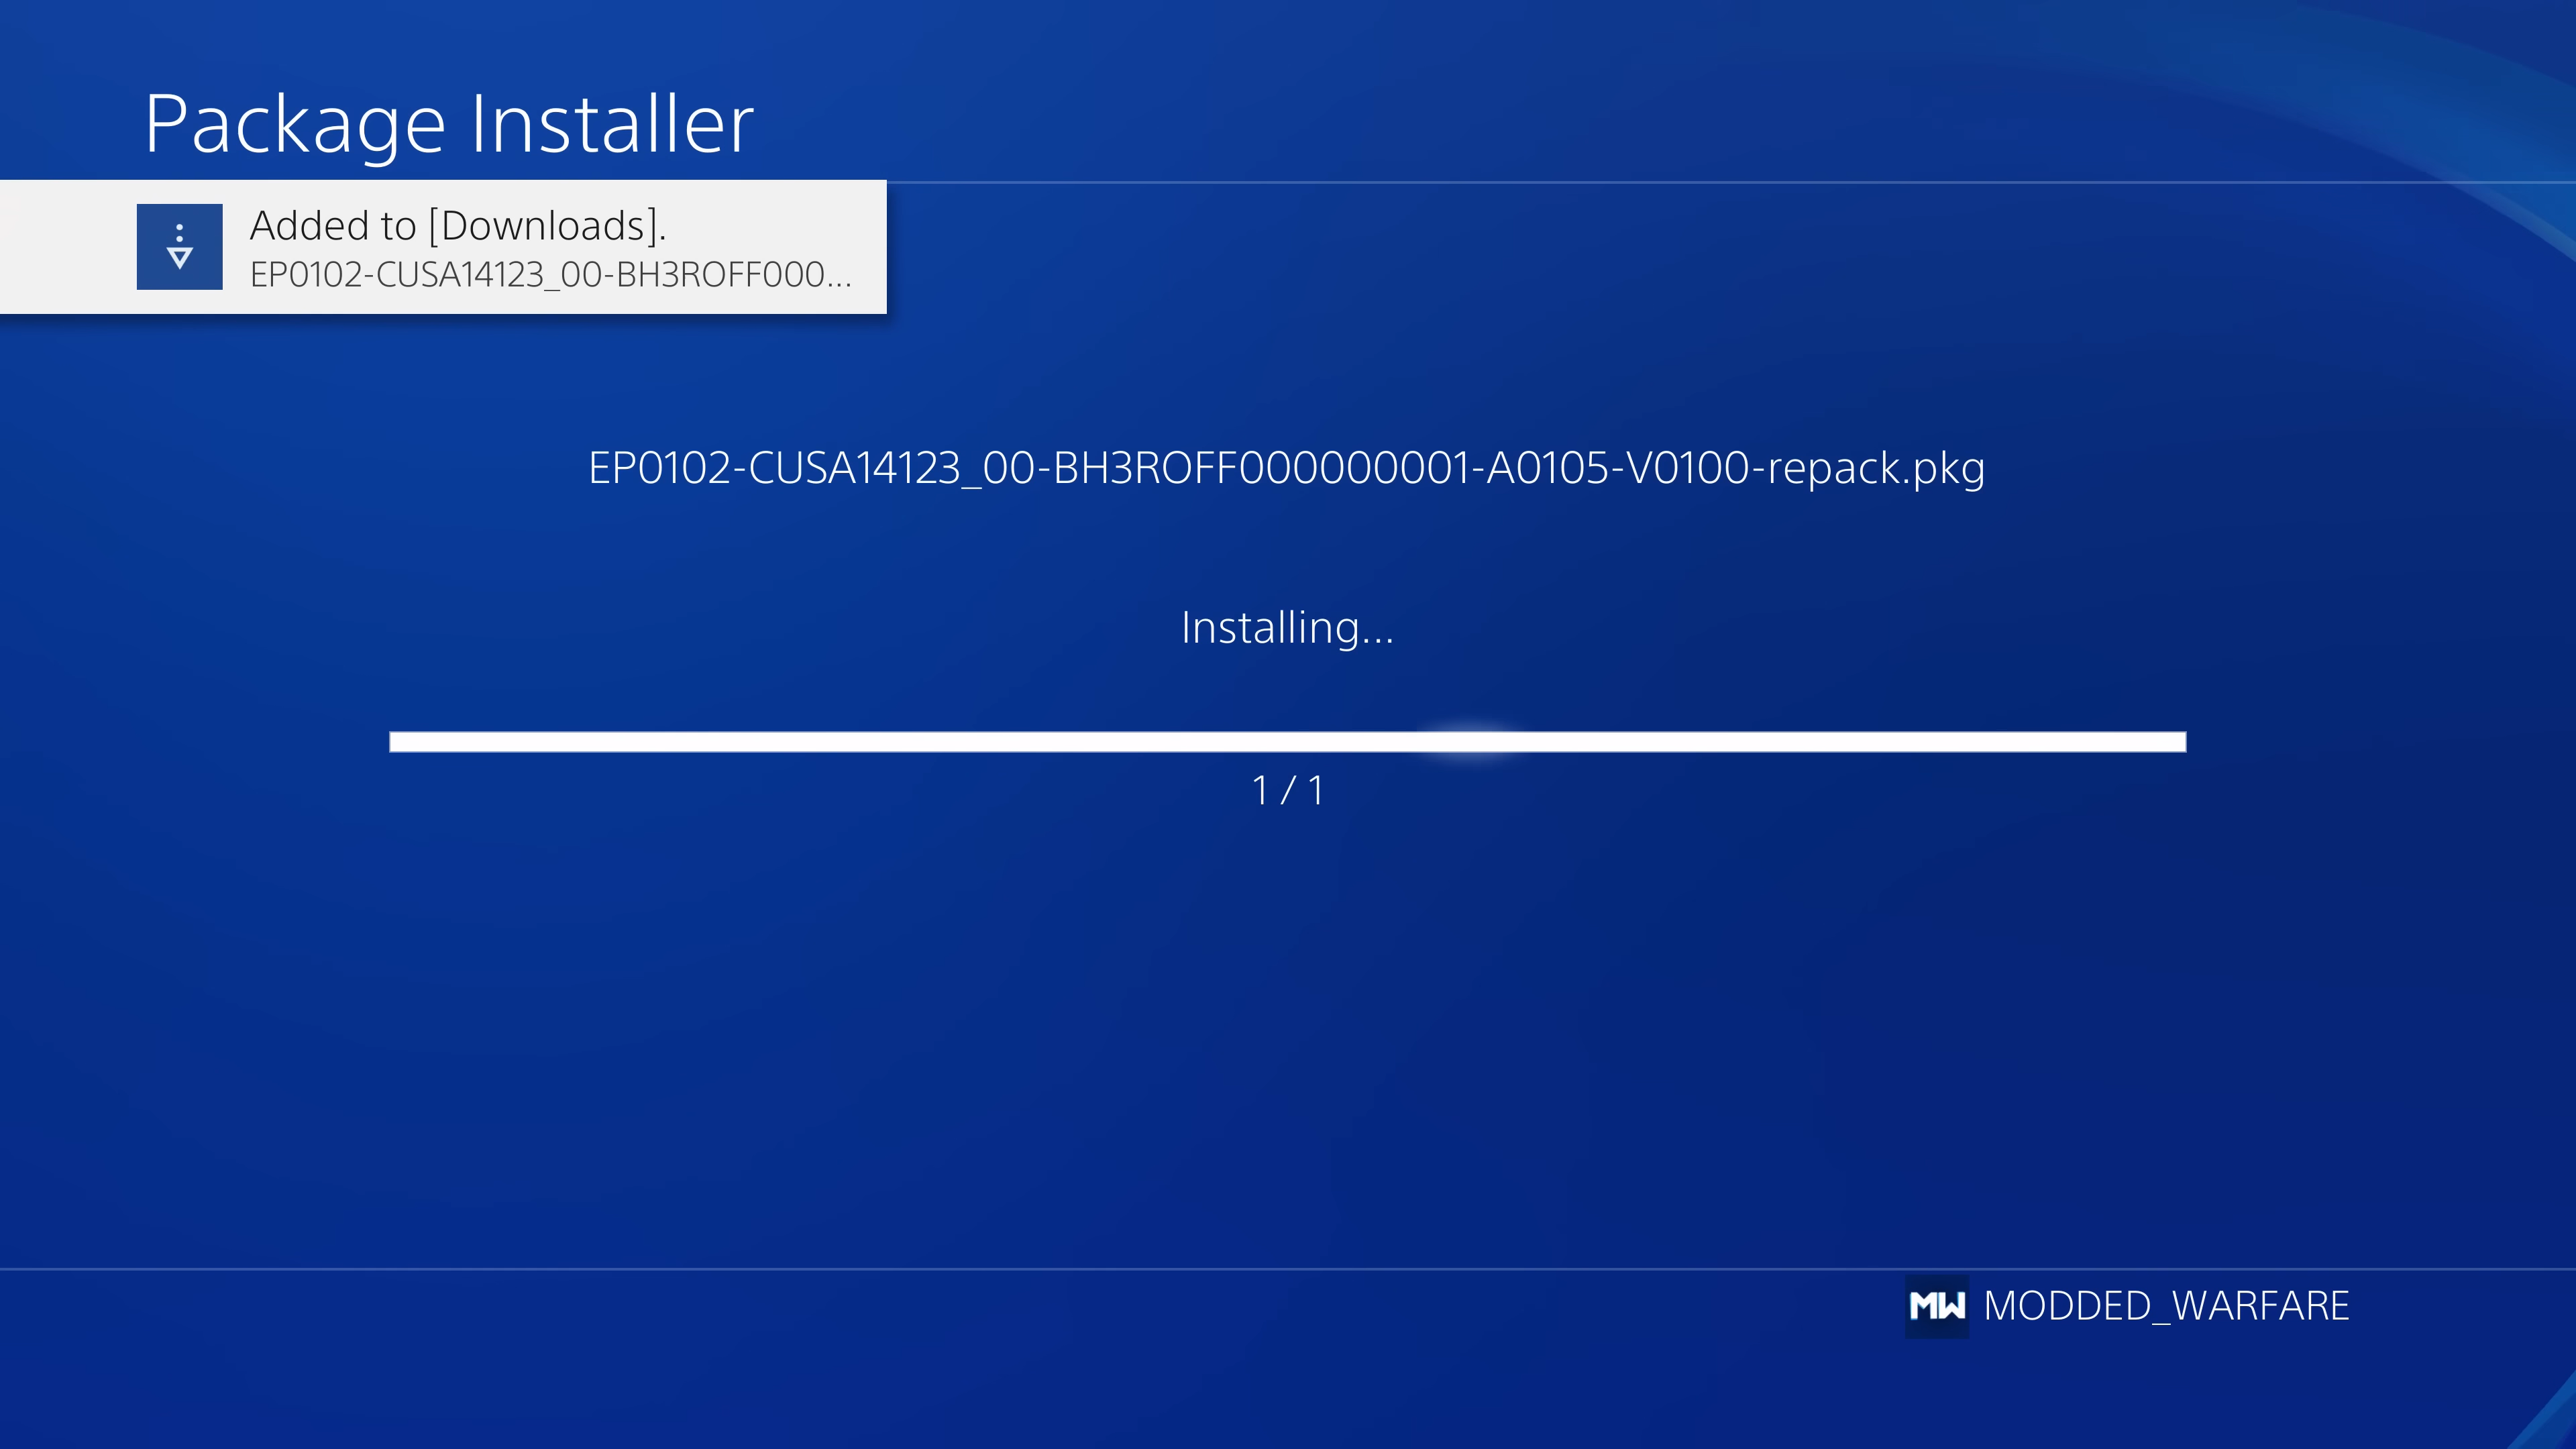 Package Installer
Added to [Downloads].
EP0102-CUSA14123_00-BH3ROFF000...
EP0102-CUSA14123_00-BH3ROFF000000001-A0105-V0100-repack.pkg
Installing...
1 / 1
MW MODDED_WARFARE